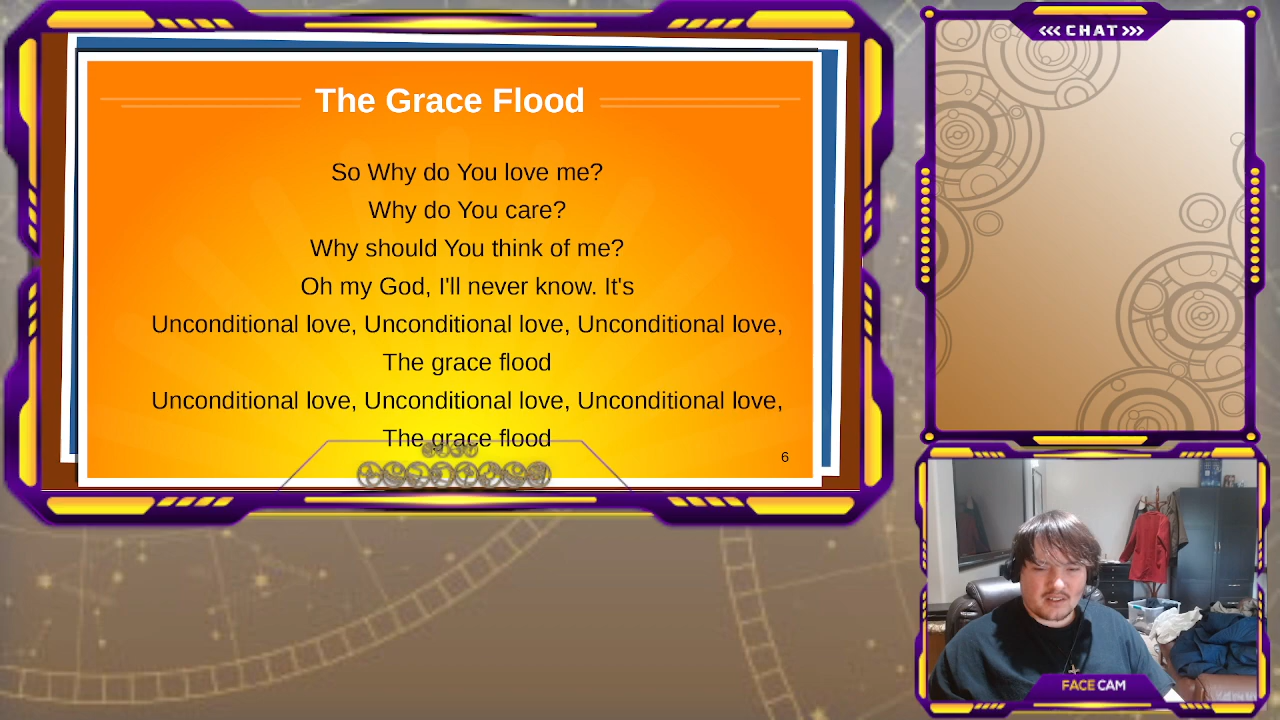 The Grace Flood
So Why do You love me?
Why do You care?
Why should You think of me?
Oh my God, I'll never know. It's
Unconditional love, Unconditional love, Unconditional love,
The grace flood
Unconditional love, Unconditional love, Unconditional love,
The grace flood
6
CHAT
FACE CAM